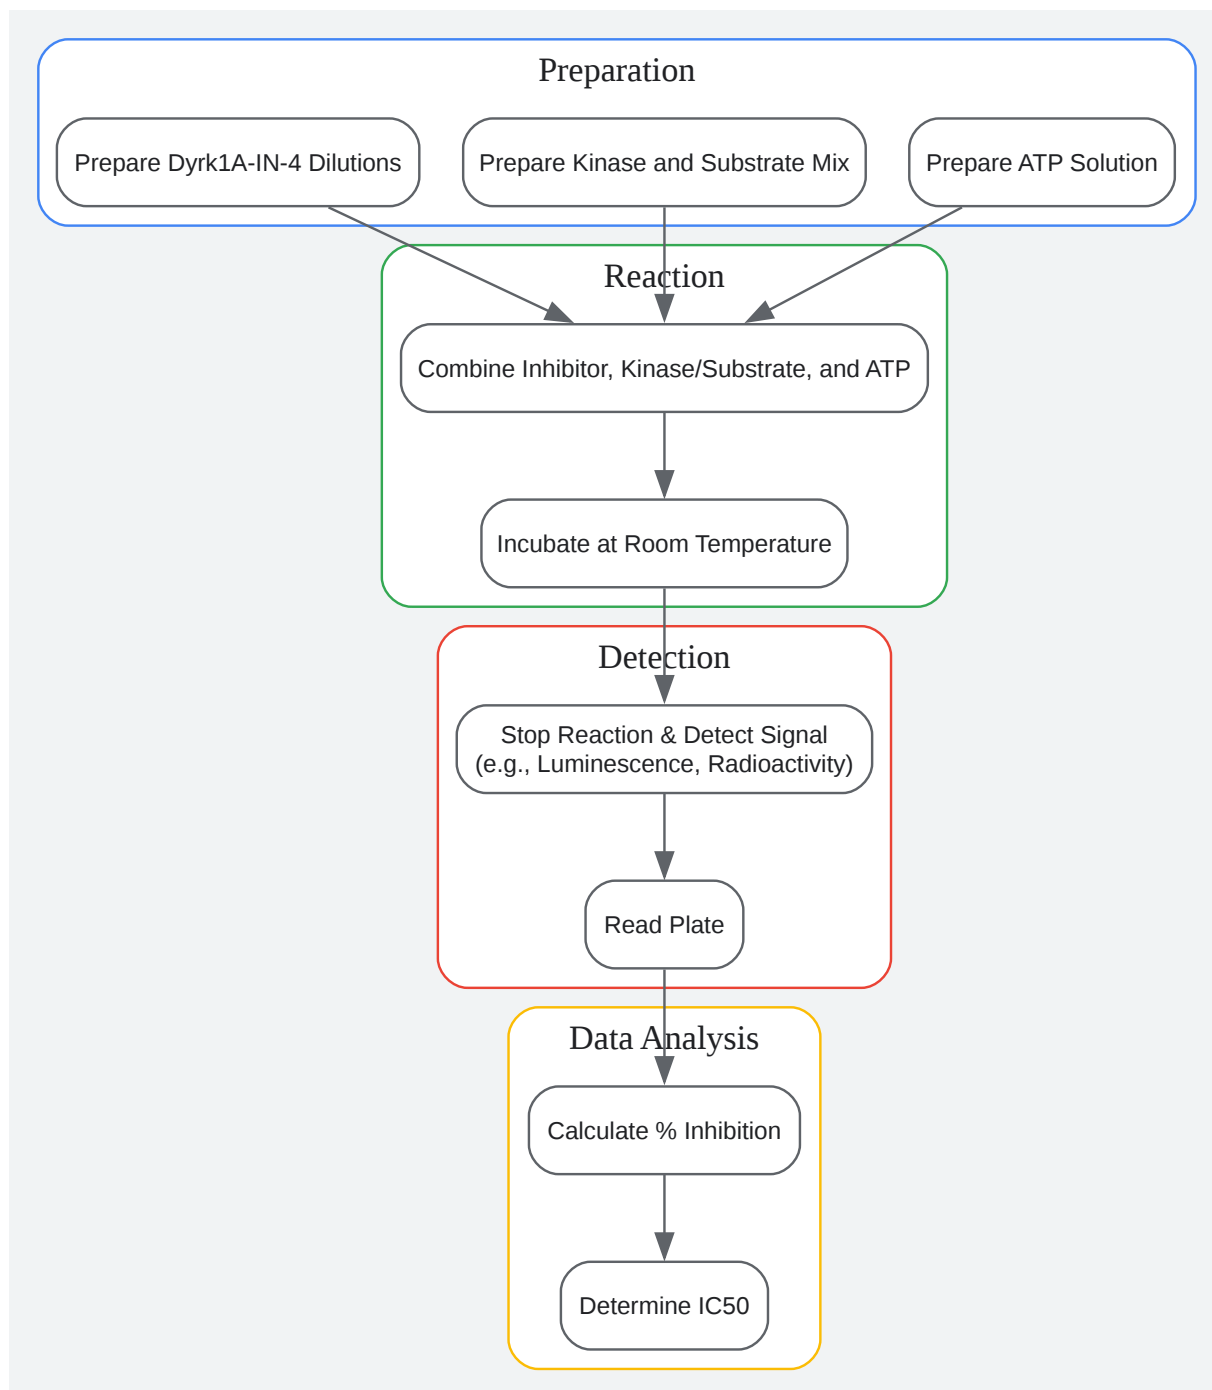 Preparation
Prepare Dyrk1A-IN-4 Dilutions
Prepare Kinase and Substrate Mix
Prepare ATP Solution
Reaction
Combine Inhibitor, Kinase/Substrate, and ATP
Incubate at Room Temperature
Detection
Stop Reaction & Detect Signal
(e.g., Luminescence, Radioactivity)
Read Plate
Data Analysis
Calculate % Inhibition
Determine IC50